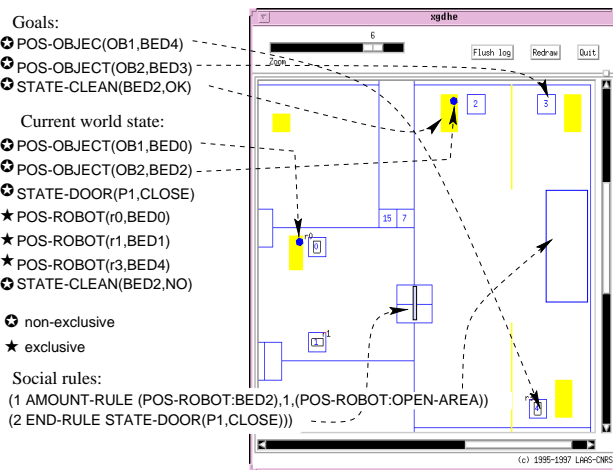 Goals:
POS-OBJEC(OB1,BED4)
POS-OBJECT(OB2,BED3)
STATE-CLEAN(BED2,OK)
Current world state:
POS-OBJECT(OB1,BED0)
POS-OBJECT(OB2,BED2)
STATE-DOOR(P1,CLOSE)
POS-ROBOT(r0,BED0)
POS-ROBOT(r1,BED1)
POS-ROBOT(r3,BED4)
STATE-CLEAN(BED2,NO)
non-exclusive
exclusive
Social rules:
(1 AMOUNT-RULE (POS-ROBOT:BED2),1,(POS-ROBOT:OPEN-AREA))
(2 END-RULE STATE-DOOR(P1,CLOSE)))
xgdhe
6
Zoom
Flush log
Redraw
Quit
2
3
15 7
r0
0
r1
1
(c) 1995-1997 LAAS-CNRS